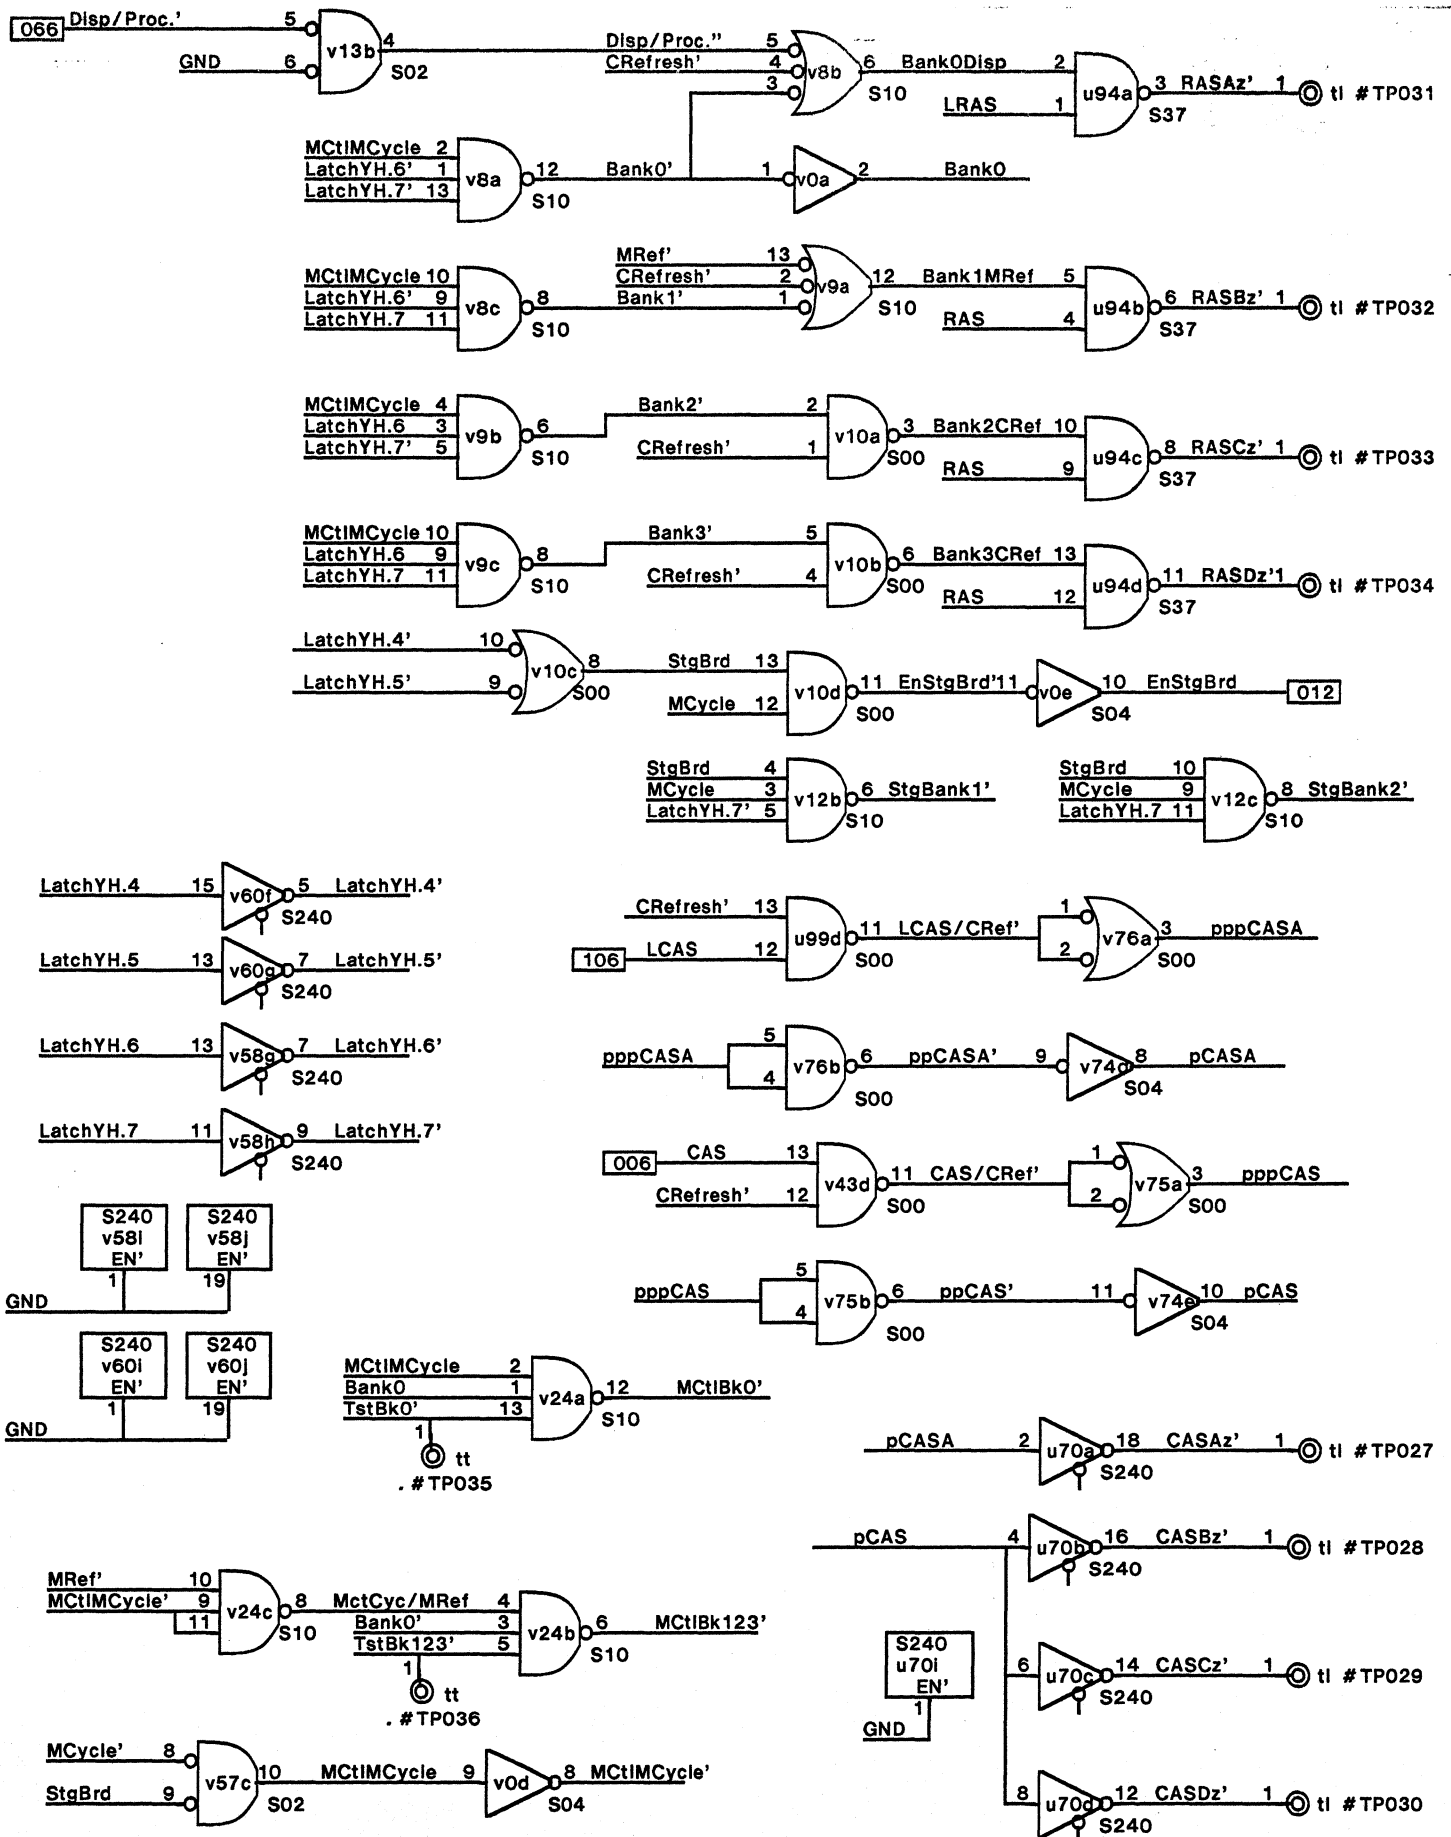 066 Disp/Proc.' 5 v13b 4 Disp/Proc.'' 5 v8b 6 Bank0Disp 2 u94a 3 RASAz' 1 tl #TP031
GND 6 S02 CRefresh' 4 3 S10 LRAS 1 S37
MCtlMCycle 2 v8a 12 Bank0' 1 v0a 2 Bank0
LatchYH.6' 1 S10
LatchYH.7' 13
MRef' 13 v9a 12 Bank1MRef 5 u94b 6 RASBz' 1 tl #TP032
MCtlMCycle 10 v8c 8 CRefresh' 2 S10
LatchYH.6' 9 S10 Bank1' 1 RAS 4 S37
LatchYH.7 11
MCtlMCycle 4 v9b 6 Bank2' 2 v10a 3 Bank2CRef 10 u94c 8 RASCz' 1 tl #TP033
LatchYH.6 3 S10 CRefresh' 1 S00 RAS 9 S37
LatchYH.7' 5
MCtlMCycle 10 v9c 8 Bank3' 5 v10b 6 Bank3CRef 13 u94d 11 RASDz' 1 tl #TP034
LatchYH.6 9 S10 CRefresh' 4 S00 RAS 12 S37
LatchYH.7 11
LatchYH.4' 10 v10c 8 StgBrd 13 v10d 11 EnStgBrd' 11 v0e 10 EnStgBrd 012
LatchYH.5' 9 S00 MCycle 12 S00 S04
StgBrd 4 v12b 6 StgBank1'
MCycle 3 S10
LatchYH.7' 5
StgBrd 10 v12c 8 StgBank2'
MCycle 9 S10
LatchYH.7 11
LatchYH.4 15 v60f 5 LatchYH.4'
S240
LatchYH.5 13 v60g 7 LatchYH.5'
S240
LatchYH.6 13 v58g 7 LatchYH.6'
S240
LatchYH.7 11 v58h 9 LatchYH.7'
S240
CRefresh' 13 u99d 11 LCAS/CRef' 1 2 v76a 3 pppCASA
106 LCAS 12 S00 S00
pppCASA 5 4 v76b 6 ppCASA' 9 v74d 8 pCASA
S00 S04
006 CAS 13 v43d 11 CAS/CRef' 1 2 v75a 3 pppCAS
CRefresh' 12 S00 S00
pppCAS 5 4 v75b 6 ppCAS' 11 v74e 10 pCAS
S00 S04
S240 v58i EN' 1
S240 v58j EN' 19
GND
S240 v60i EN' 1
S240 v60j EN' 19
GND
MCtlMCycle 2 v24a 12 MCtlBk0'
Bank0 1 S10
TstBk0' 13
1 tt
.#TP035
pCASA 2 u70a 18 CASAz' 1 tl #TP027
S240
pCAS 4 u70b 16 CASBz' 1 tl #TP028
S240
6 u70c 14 CASCz' 1 tl #TP029
S240
8 u70d 12 CASDz' 1 tl #TP030
S240
S240 u70i EN' 1
GND
MRef' 10 v24c 8 MctCyc/MRef 4 v24b 6 MCtlBk123'
MCtlMCycle' 9 11 S10 Bank0' 3 S10
TstBk123' 5
1 tt
.#TP036
MCycle' 8 v57c 10 MCtlMCycle 9 v0d 8 MCtlMCycle'
StgBrd 9 S02 S04